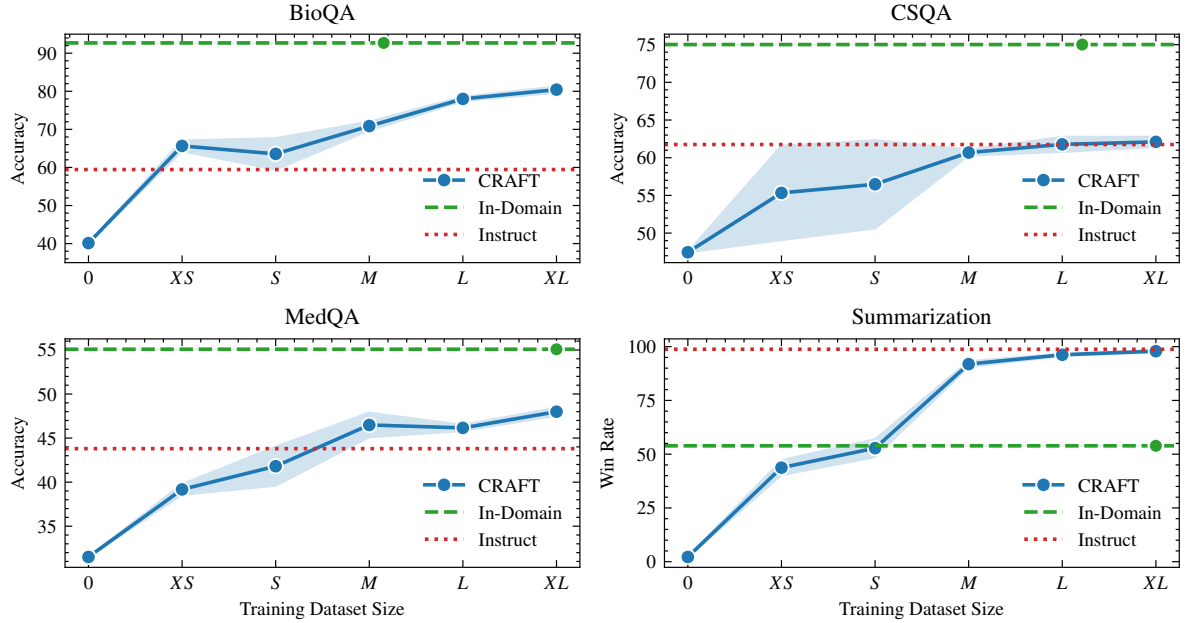 BioQA
Accuracy
90
80
70
60
50
40
CRAFT
In-Domain
Instruct
0 XS S M L XL
CSQA
Accuracy
75
70
65
60
55
50
CRAFT
In-Domain
Instruct
0 XS S M L XL
MedQA
Accuracy
55
50
45
40
35
CRAFT
In-Domain
Instruct
0 XS S M L XL
Training Dataset Size
Summarization
Win Rate
100
75
50
25
0
CRAFT
In-Domain
Instruct
0 XS S M L XL
Training Dataset Size